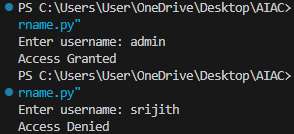 PS C:\Users\User\OneDrive\Desktop\AIAC>
rname.py"
Enter username: admin
Access Granted
PS C:\Users\User\OneDrive\Desktop\AIAC>
rname.py"
Enter username: srijith
Access Denied